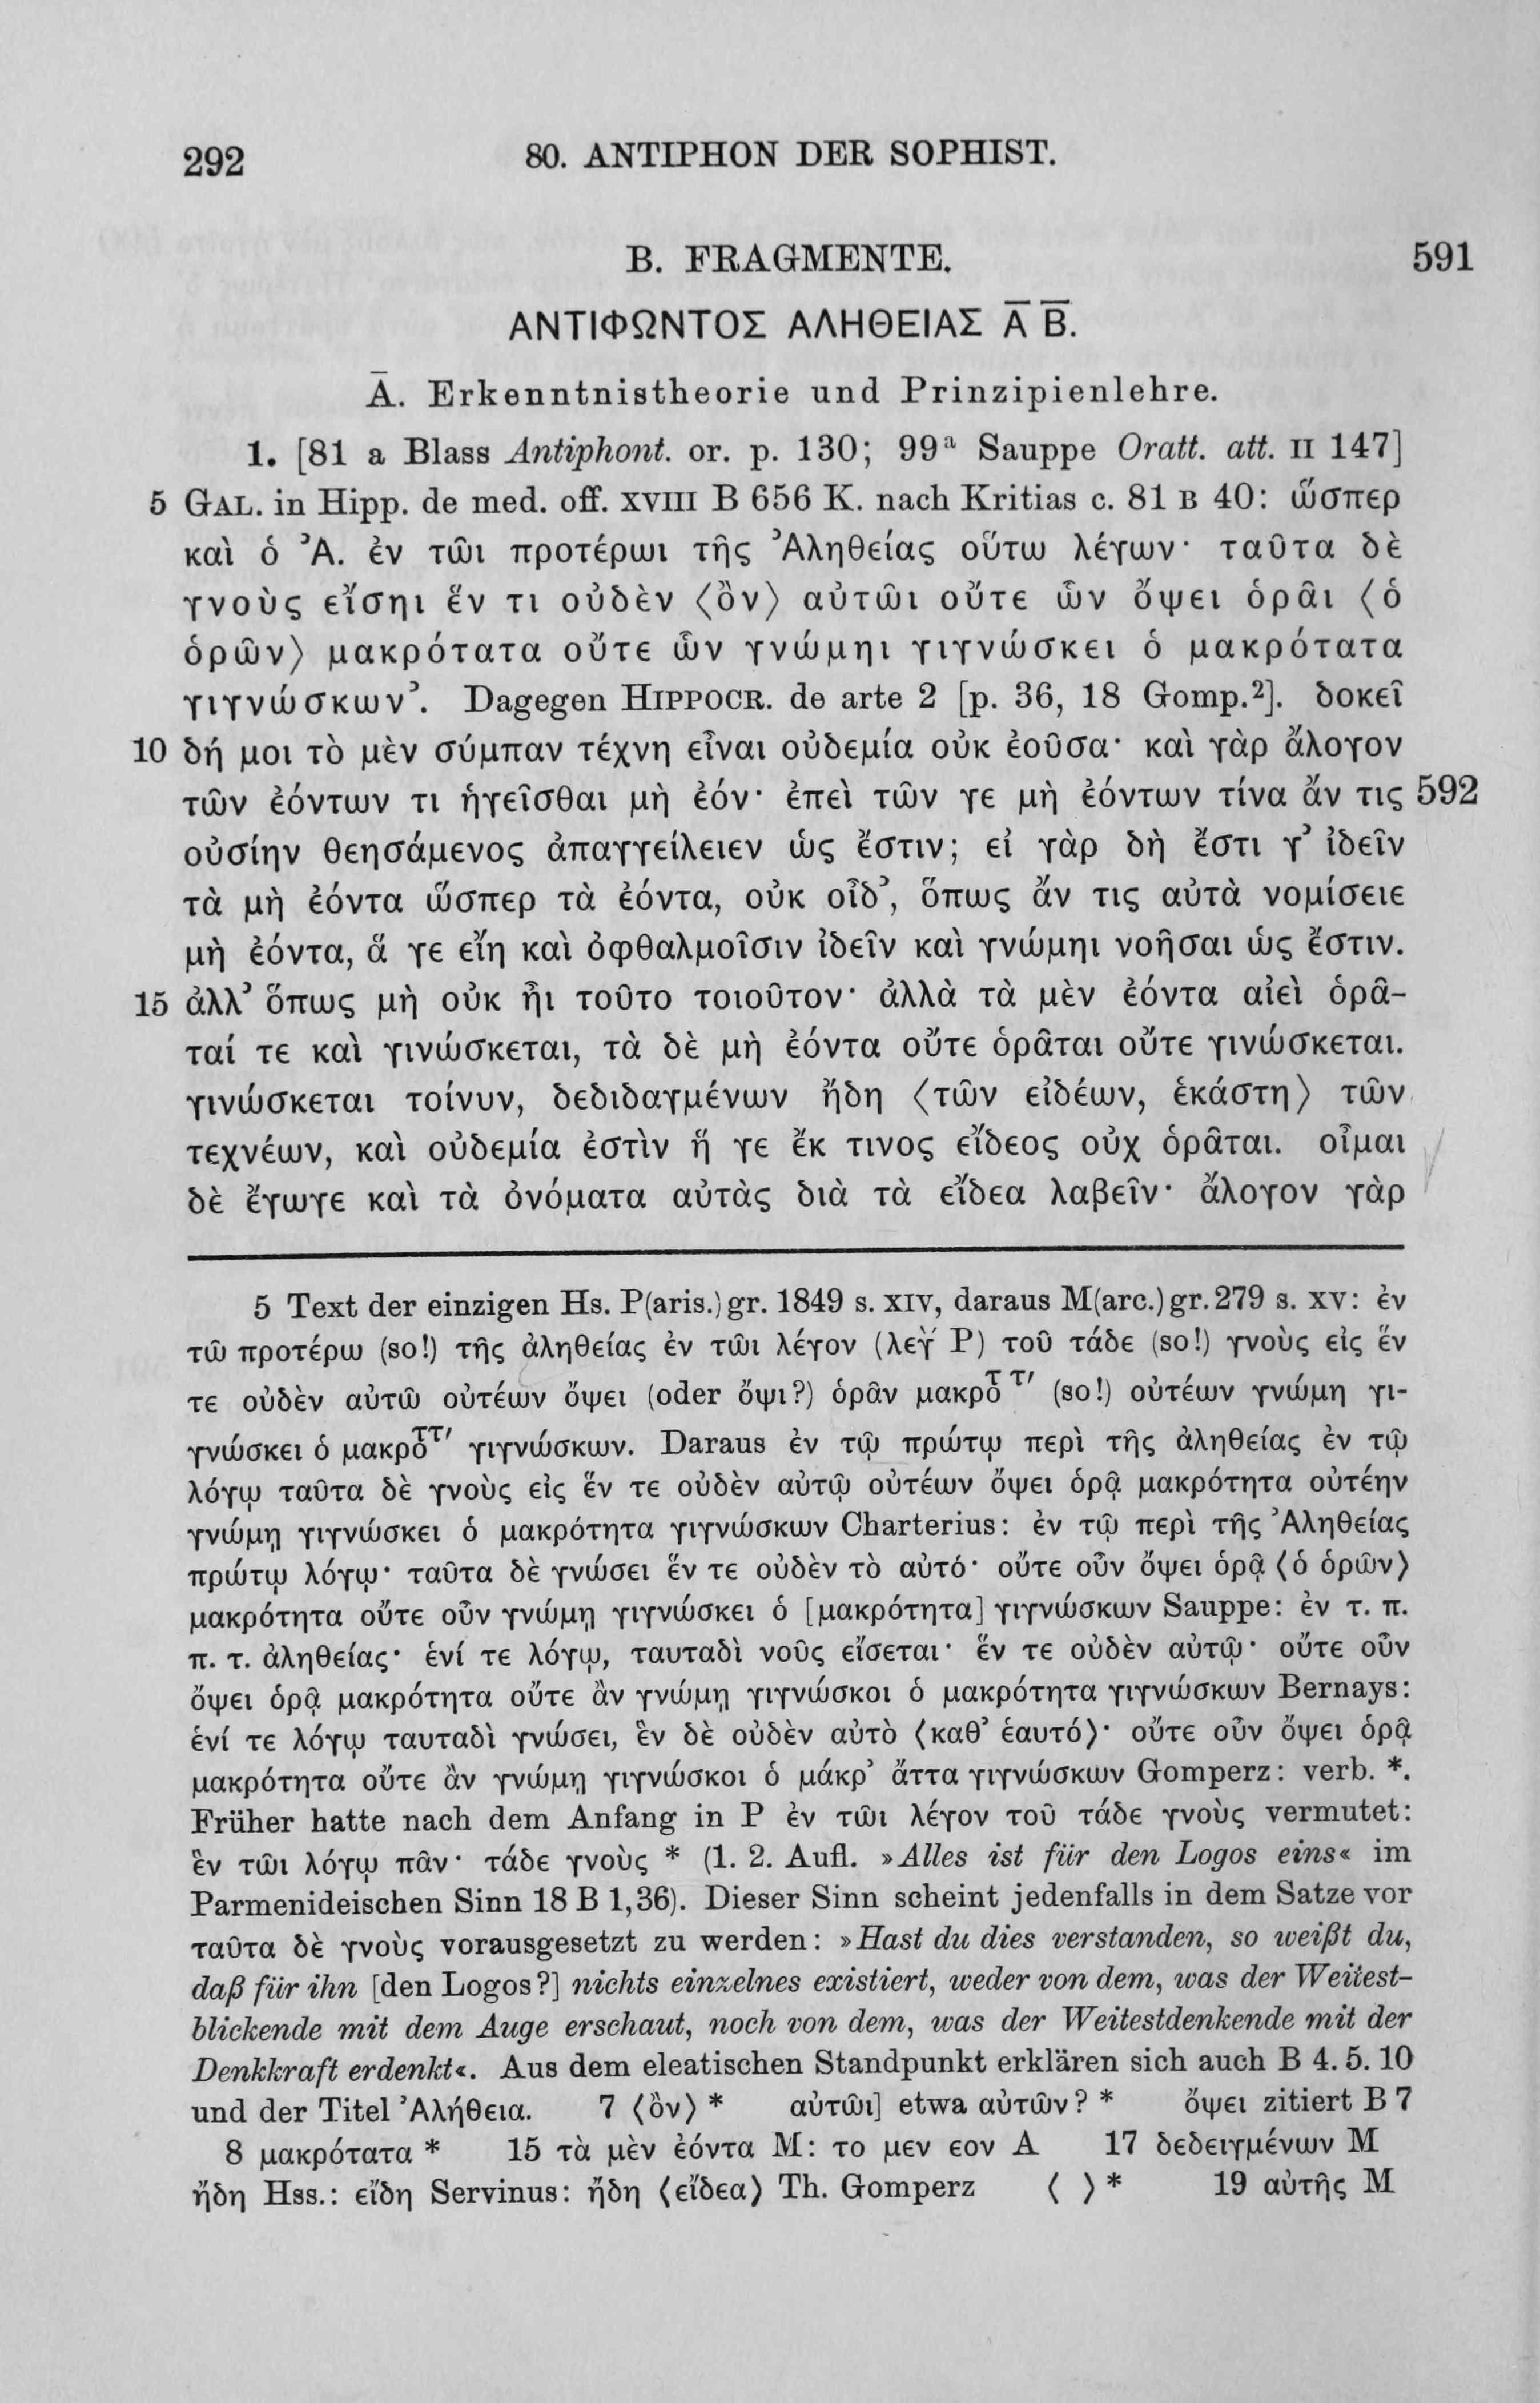 292 80. ANTIPHON DER SOPHIST.
B. FRAGMENTE. 591
ΑΝΤΙΦΩΝΤΟΣ ΑΛΗΘΕΙΑΣ Α̅ Β̅.
Ā. Erkenntnistheorie und Prinzipienlehre.
1. [81 a Blass Antiphont. or. p. 130; 99ᵃ Sauppe Oratt. att. II 147]
5 GAL. in Hipp. de med. off. XVIII B 656 K. nach Kritias c. 81 B 40: ὥσπερ
καὶ ὁ Ἀ. ἐν τῶι προτέρωι τῆς Ἀληθείας οὕτω λέγων· ταῦτα δὲ
γνοὺς εἴσηι ἕν τι οὐδὲν ⟨ὂν⟩ αὐτῶι οὔτε ὧν ὄψει ὁρᾶι ⟨ὁ
ὁρῶν⟩ μακρότατα οὔτε ὧν γνώμηι γιγνώσκει ὁ μακρότατα
γιγνώσκων’. Dagegen HIPPOCR. de arte 2 [p. 36, 18 Gomp.²]. δοκεῖ
10 δή μοι τὸ μὲν σύμπαν τέχνη εἶναι οὐδεμία οὐκ ἐοῦσα· καὶ γὰρ ἄλογον
τῶν ἐόντων τι ἡγεῖσθαι μὴ ἐόν· ἐπεὶ τῶν γε μὴ ἐόντων τίνα ἄν τις 592
οὐσίην θεησάμενος ἀπαγγείλειεν ὡς ἔστιν; εἰ γὰρ δὴ ἔστι γ’ ἰδεῖν
τὰ μὴ ἐόντα ὥσπερ τὰ ἐόντα, οὐκ οἶδ’, ὅπως ἄν τις αὐτὰ νομίσειε
μὴ ἐόντα, ἅ γε εἴη καὶ ὀφθαλμοῖσιν ἰδεῖν καὶ γνώμηι νοῆσαι ὡς ἔστιν.
15 ἀλλ’ ὅπως μὴ οὐκ ἦι τοῦτο τοιοῦτον· ἀλλὰ τὰ μὲν ἐόντα αἰεὶ ὁρᾶ-
ταί τε καὶ γινώσκεται, τὰ δὲ μὴ ἐόντα οὔτε ὁρᾶται οὔτε γινώσκεται.
γινώσκεται τοίνυν, δεδιδαγμένων ἤδη ⟨τῶν εἰδέων, ἑκάστη⟩ τῶν
τεχνέων, καὶ οὐδεμία ἐστὶν ἥ γε ἔκ τινος εἴδεος οὐχ ὁρᾶται. οἶμαι
δὲ ἔγωγε καὶ τὰ ὀνόματα αὐτὰς διὰ τὰ εἴδεα λαβεῖν· ἄλογον γὰρ
5 Text der einzigen Hs. P(aris.) gr. 1849 s. XIV, daraus M(arc.) gr. 279 s. XV: ἐν
τῶ προτέρω (so!) τῆς ἀληθείας ἐν τῶι λέγον (λεγ̀ P) τοῦ τάδε (so!) γνοὺς εἰς ἕν
τε οὐδὲν αὐτῶ οὐτέων ὄψει (oder ὄψι?) ὁρᾶν μακρο̄ττ′ (so!) οὐτέων γνώμη γι-
γνώσκει ὁ μακρο̄ττ′ γιγνώσκων. Daraus ἐν τῷ πρώτῳ περὶ τῆς ἀληθείας ἐν τῷ
λόγῳ ταῦτα δὲ γνοὺς εἰς ἕν τε οὐδὲν αὐτῷ οὐτέων ὄψει ὁρᾷ μακρότητα οὐτέην
γνώμῃ γιγνώσκει ὁ μακρότητα γιγνώσκων Charterius: ἐν τῷ περὶ τῆς Ἀληθείας
πρώτῳ λόγῳ· ταῦτα δὲ γνώσει ἕν τε οὐδὲν τὸ αὐτό· οὔτε οὖν ὄψει ὁρᾷ ⟨ὁ ὁρῶν⟩
μακρότητα οὔτε οὖν γνώμῃ γιγνώσκει ὁ [μακρότητα] γιγνώσκων Sauppe: ἐν τ. π.
π. τ. ἀληθείας· ἑνί τε λόγῳ, ταυταδὶ νοῦς εἴσεται· ἕν τε οὐδὲν αὐτῷ· οὔτε οὖν
ὄψει ὁρᾷ μακρότητα οὔτε ἂν γνώμῃ γιγνώσκοι ὁ μακρότητα γιγνώσκων Bernays:
ἑνί τε λόγῳ ταυταδὶ γνώσει, ἓν δὲ οὐδὲν αὐτὸ ⟨καθ’ ἑαυτό⟩· οὔτε οὖν ὄψει ὁρᾷ
μακρότητα οὔτε ἂν γνώμῃ γιγνώσκοι ὁ μάκρ’ ἄττα γιγνώσκων Gomperz: verb. *.
Früher hatte nach dem Anfang in P ἐν τῶι λέγον τοῦ τάδε γνοὺς vermutet:
ἓν τῶι λόγῳ πᾶν· τάδε γνοὺς * (1. 2. Aufl. »Alles ist für den Logos eins« im
Parmenideischen Sinn 18 B 1,36). Dieser Sinn scheint jedenfalls in dem Satze vor
ταῦτα δὲ γνοὺς vorausgesetzt zu werden: »Hast du dies verstanden, so weißt du,
daß für ihn [den Logos?] nichts einzelnes existiert, weder von dem, was der Weitest-
blickende mit dem Auge erschaut, noch von dem, was der Weitestdenkende mit der
Denkkraft erdenkt«. Aus dem eleatischen Standpunkt erklären sich auch B 4. 5. 10
und der Titel Ἀλήθεια. 7 ⟨ὂν⟩ * αὐτῶι] etwa αὐτῶν? * ὄψει zitiert B 7
8 μακρότατα * 15 τὰ μὲν ἐόντα M: το μεν εον A 17 δεδειγμένων M
ἤδη Hss.: εἴδη Servinus: ἤδη ⟨εἴδεα⟩ Th. Gomperz ⟨ ⟩ * 19 αὐτῆς M